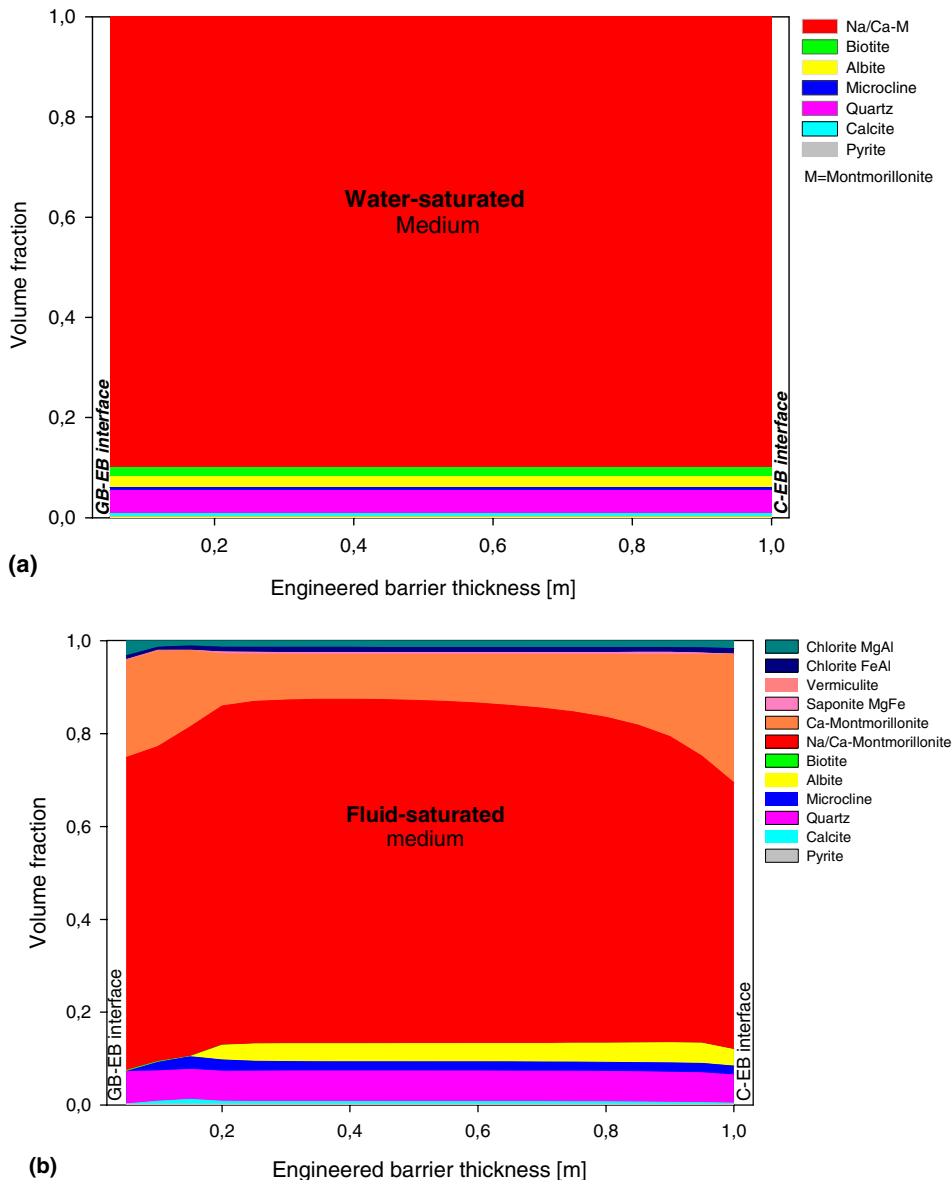 1,0
0,8
0,6
0,4
0,2
0,0
Volume fraction
GB-EB interface
Water-saturated
Medium
C-EB interface
0,2
0,4
0,6
0,8
1,0
Engineered barrier thickness [m]
(a)
Na/Ca-M
Biotite
Albite
Microcline
Quartz
Calcite
Pyrite
M=Montmorillonite
1,0
0,8
0,6
0,4
0,2
0,0
Volume fraction
GB-EB interface
Fluid-saturated
medium
C-EB interface
0,2
0,4
0,6
0,8
1,0
Engineered barrier thickness [m]
(b)
Chlorite MgAl
Chlorite FeAl
Vermiculite
Saponite MgFe
Ca-Montmorillonite
Na/Ca-Montmorillonite
Biotite
Albite
Microcline
Quartz
Calcite
Pyrite